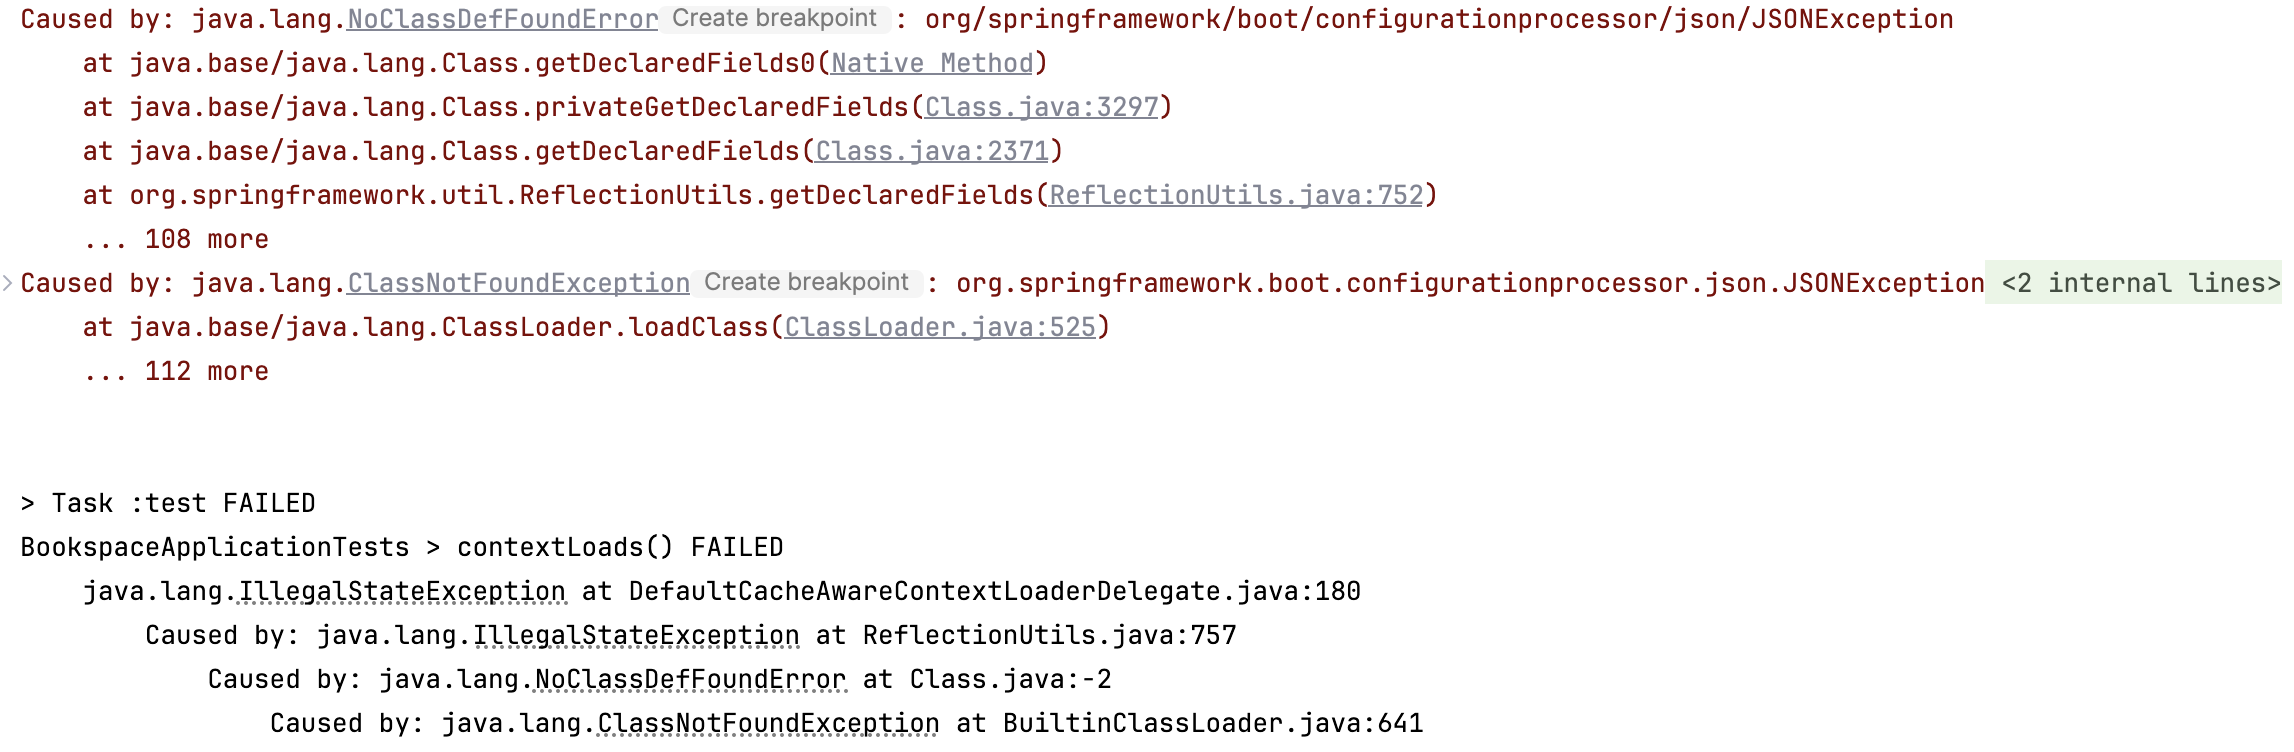 Caused by: java.lang.NoClassDefFoundError Create breakpoint : org/springframework/boot/configurationprocessor/json/JSONException
    at java.base/java.lang.Class.getDeclaredFields0(Native Method)
    at java.base/java.lang.Class.privateGetDeclaredFields(Class.java:3297)
    at java.base/java.lang.Class.getDeclaredFields(Class.java:2371)
    at org.springframework.util.ReflectionUtils.getDeclaredFields(ReflectionUtils.java:752)
    ... 108 more
Caused by: java.lang.ClassNotFoundException Create breakpoint : org.springframework.boot.configurationprocessor.json.JSONException <2 internal lines>
    at java.base/java.lang.ClassLoader.loadClass(ClassLoader.java:525)
    ... 112 more
> Task :test FAILED
BookspaceApplicationTests > contextLoads() FAILED
    java.lang.IllegalStateException at DefaultCacheAwareContextLoaderDelegate.java:180
        Caused by: java.lang.IllegalStateException at ReflectionUtils.java:757
            Caused by: java.lang.NoClassDefFoundError at Class.java:-2
                Caused by: java.lang.ClassNotFoundException at BuiltinClassLoader.java:641